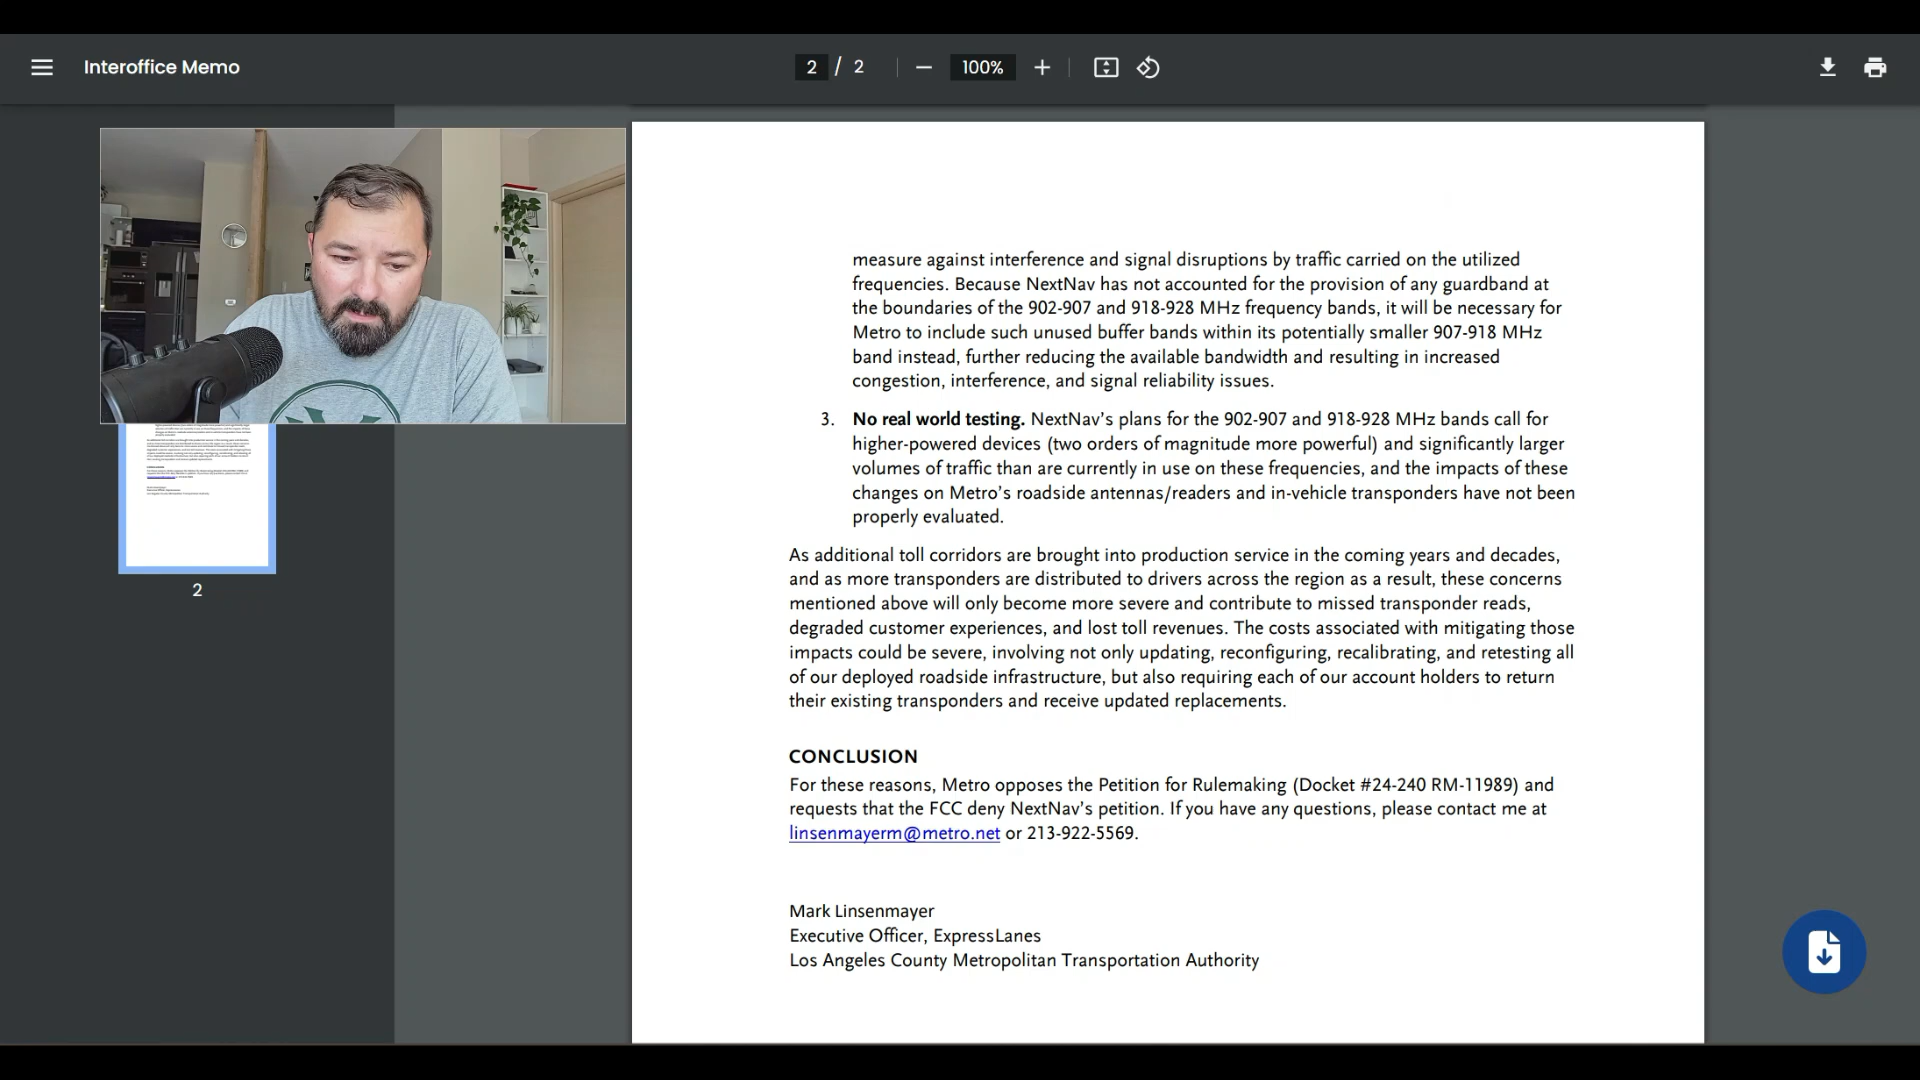 Interoffice Memo
2 / 2
100%
measure against interference and signal disruptions by traffic carried on the utilized
frequencies. Because NextNav has not accounted for the provision of any guardband at
the boundaries of the 902-907 and 918-928 MHz frequency bands, it will be necessary for
Metro to include such unused buffer bands within its potentially smaller 907-918 MHz
band instead, further reducing the available bandwidth and resulting in increased
congestion, interference, and signal reliability issues.
3. No real world testing. NextNav’s plans for the 902-907 and 918-928 MHz bands call for
higher-powered devices (two orders of magnitude more powerful) and significantly larger
volumes of traffic than are currently in use on these frequencies, and the impacts of these
changes on Metro’s roadside antennas/readers and in-vehicle transponders have not been
properly evaluated.
As additional toll corridors are brought into production service in the coming years and decades,
and as more transponders are distributed to drivers across the region as a result, these concerns
mentioned above will only become more severe and contribute to missed transponder reads,
degraded customer experiences, and lost toll revenues. The costs associated with mitigating those
impacts could be severe, involving not only updating, reconfiguring, recalibrating, and retesting all
of our deployed roadside infrastructure, but also requiring each of our account holders to return
their existing transponders and receive updated replacements.
CONCLUSION
For these reasons, Metro opposes the Petition for Rulemaking (Docket #24-240 RM-11989) and
requests that the FCC deny NextNav’s petition. If you have any questions, please contact me at
linsenmayerm@metro.net or 213-922-5569.
Mark Linsenmayer
Executive Officer, ExpressLanes
Los Angeles County Metropolitan Transportation Authority
2